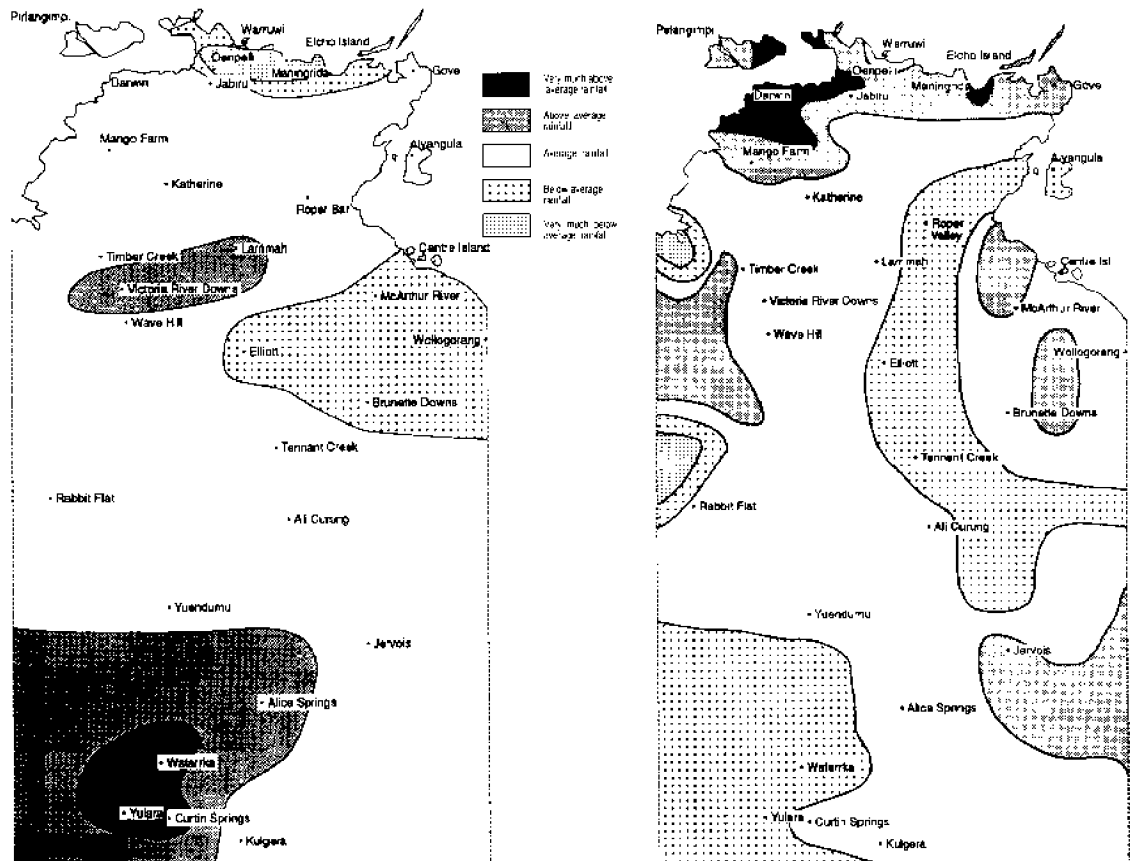 Pirlangimpi
Warruwi
Elcho Island
Oenpelli
Maningrida
Gove
Darwin
Jabiru
Mango Farm
Alyangula
Katherine
Roper Bar
Larrimah
Centre Island
Timber Creek
Victoria River Downs
McArthur River
Wave Hill
Wollogorang
Elliott
Brunette Downs
Tennant Creek
Rabbit Flat
Ali Curung
Yuendumu
Jervois
Alice Springs
Watarrka
Yulara
Curtin Springs
Kulgera
Very much above
average rainfall
Above average
rainfall
Average rainfall
Below average
rainfall
Very much below
average rainfall
Pirlangimpi
Warruwi
Elcho Island
Oenpelli
Maningrida
Gove
Darwin
Jabiru
Mango Farm
Alyangula
Katherine
Roper
Valley
Larrimah
Centre Isl
Timber Creek
Victoria River Downs
McArthur River
Wave Hill
Wollogorang
Elliott
Brunette Downs
Tennant Creek
Rabbit Flat
Ali Curung
Yuendumu
Jervois
Alice Springs
Watarrka
Yulara
Curtin Springs
Kulgera